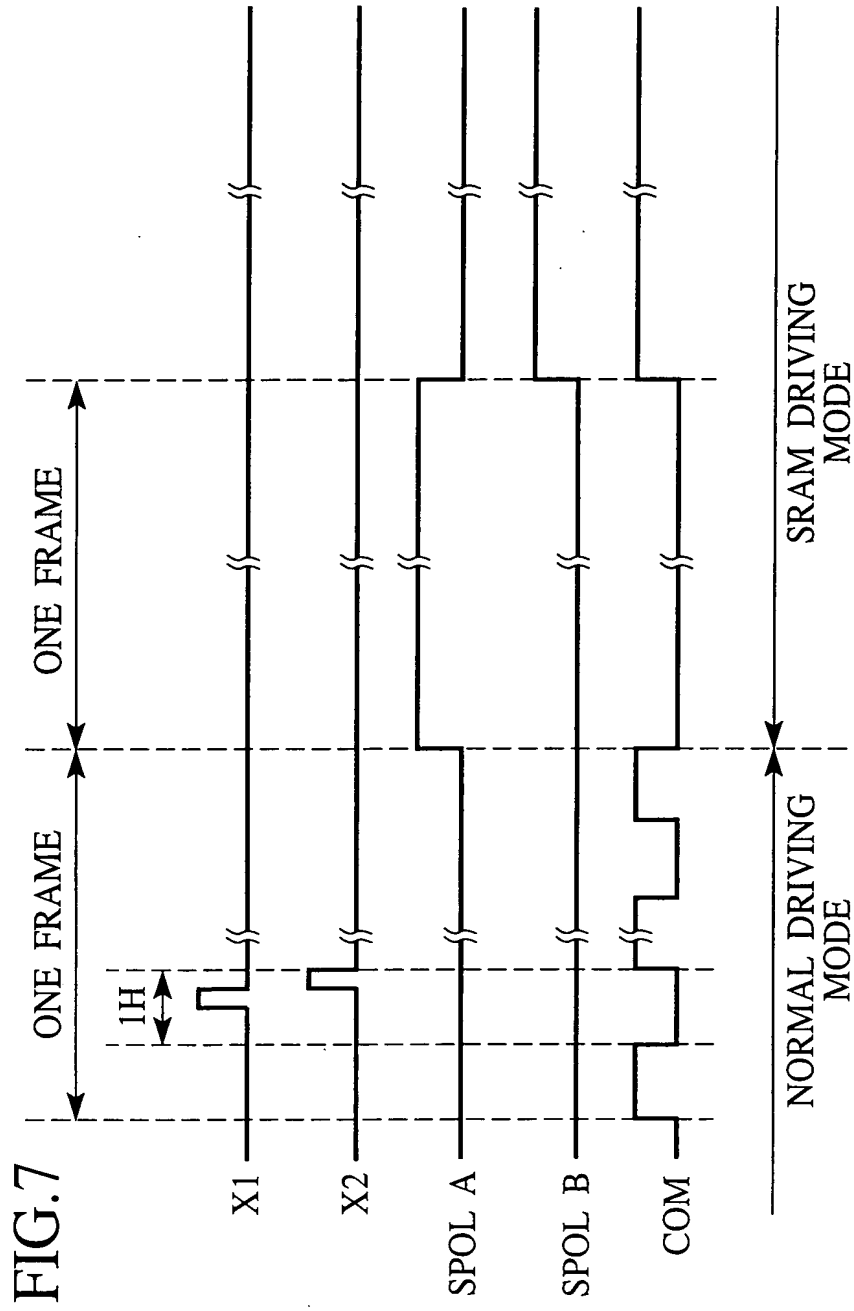 FIG.7
ONE FRAME
ONE FRAME
1H
X1
X2
SPOL A
SPOL B
COM
NORMAL DRIVING
MODE
SRAM DRIVING
MODE